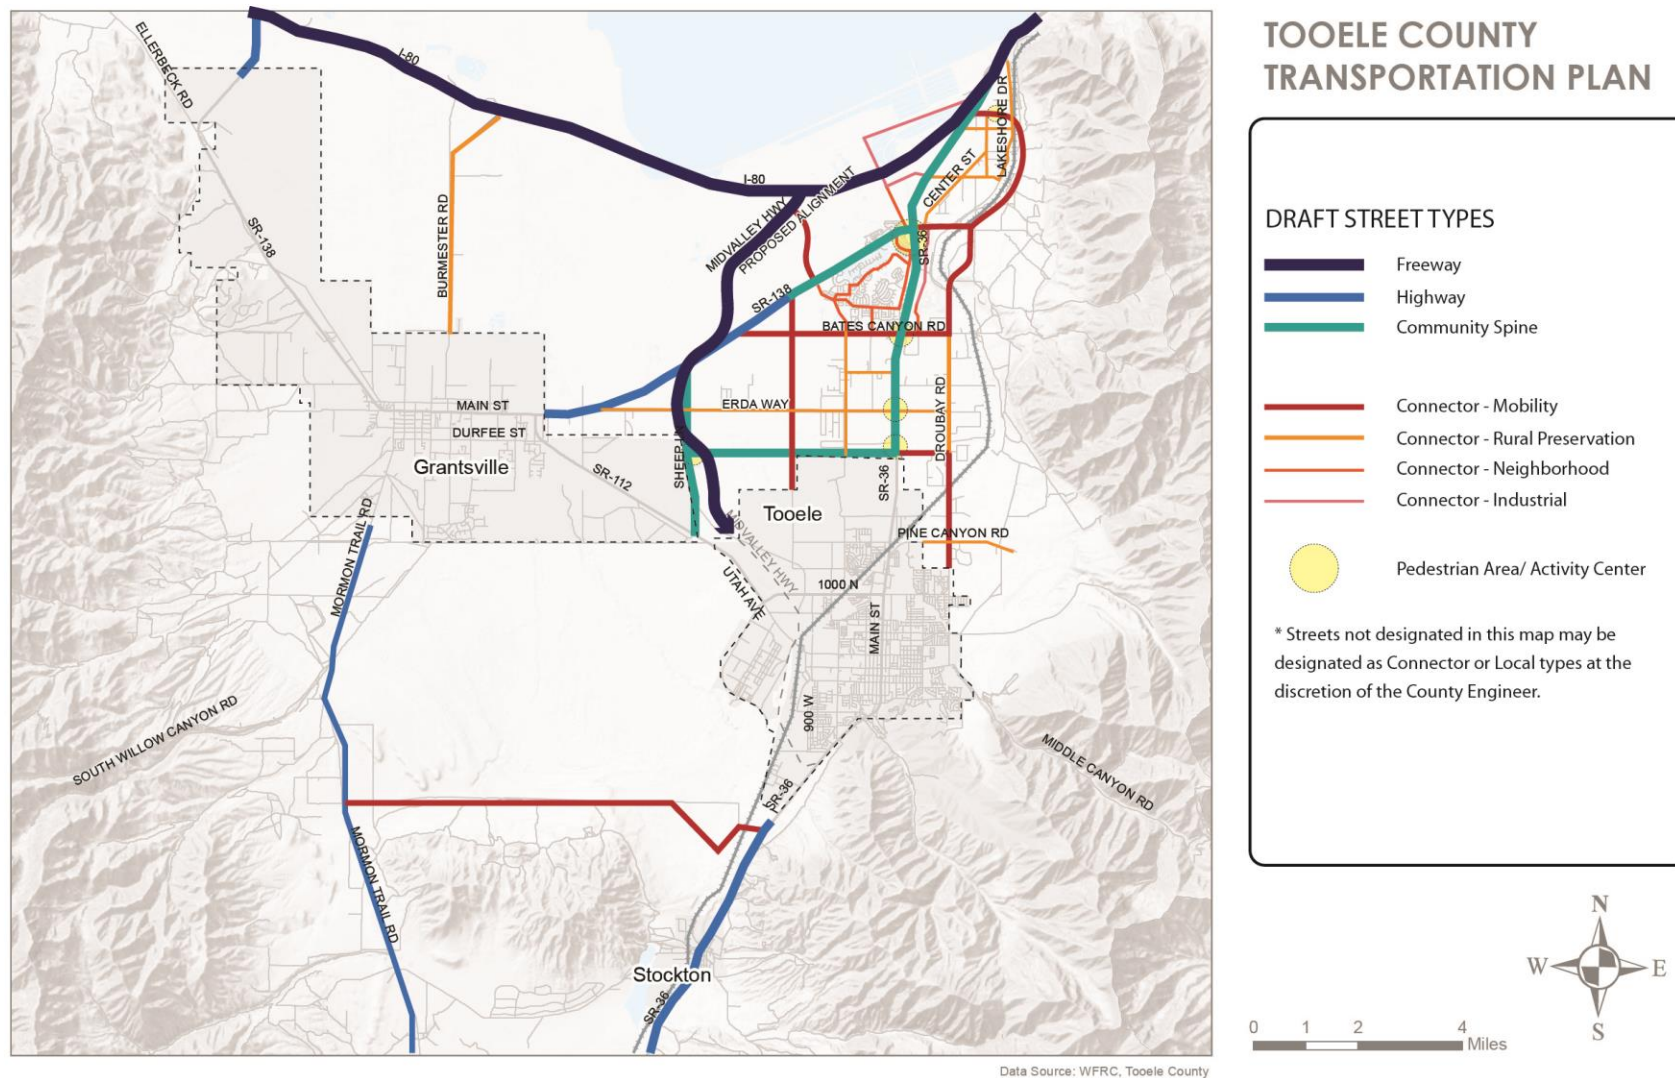 TOOELE COUNTY
TRANSPORTATION PLAN
DRAFT STREET TYPES
Freeway
Highway
Community Spine
Connector - Mobility
Connector - Rural Preservation
Connector - Neighborhood
Connector - Industrial
Pedestrian Area/ Activity Center
* Streets not designated in this map may be
designated as Connector or Local types at the
discretion of the County Engineer.
N
W
E
S
0 1 2 4
Miles
ELLERBECK RD
I-80
LAKESHORE DR
CENTER ST
I-80
MIDVALLEY HWY
PROPOSED ALIGNMENT
SR-138
BURMESTER RD
SR-36
SR-138
BATES CANYON RD
MAIN ST
ERDA WAY
DROUBAY RD
DURFEE ST
Grantsville
SHEEP LN
SR-112
SR-36
Tooele
MORMON TRAIL RD
MIDVALLEY HWY
PINE CANYON RD
UTAH AVE
1000 N
MAIN ST
SOUTH WILLOW CANYON RD
900 W
MIDDLE CANYON RD
SR-36
MORMON TRAIL RD
Stockton
SR-36
Data Source: WFRC, Tooele County